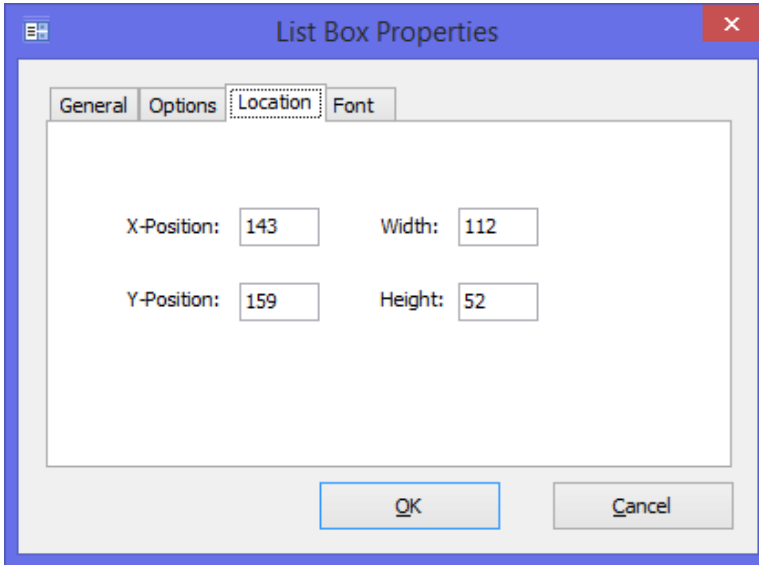 List Box Properties
General Options Location Font
X-Position: 143 Width: 112
Y-Position: 159 Height: 52
OK Cancel